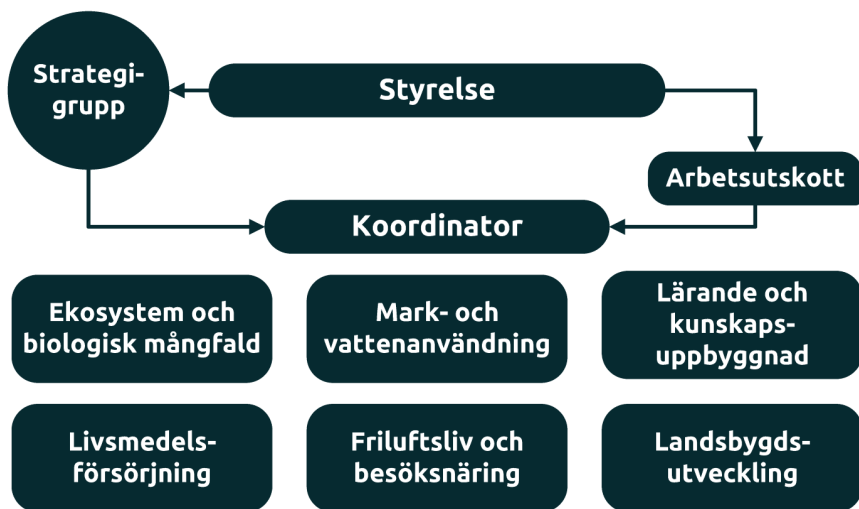 Strategi-
grupp
Styrelse
Arbetsutskott
Koordinator
Ekosystem och
biologisk mångfald
Mark- och
vattenanvändning
Lärande och
kunskaps-
uppbyggnad
Livsmedels-
försörjning
Friluftsliv och
besöksnäring
Landsbygds-
utveckling